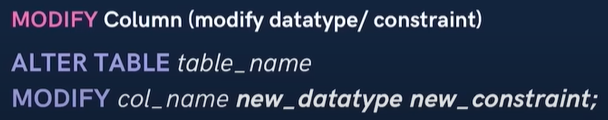 MODIFY Column (modify datatype/ constraint)
ALTER TABLE table_name
MODIFY col_name new_datatype new_constraint;